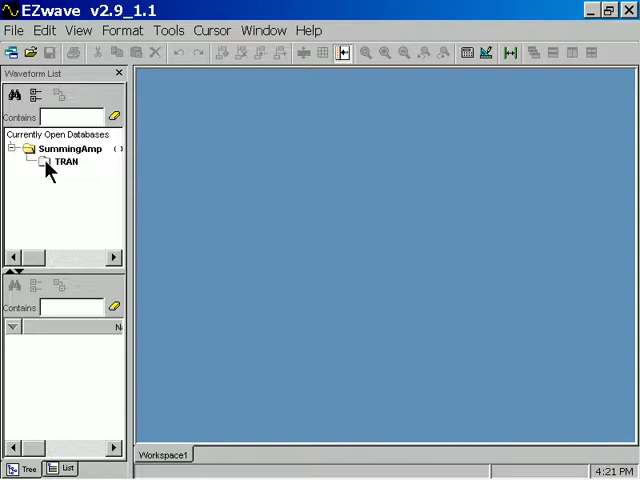 EZwave v2.9_1.1
File Edit View Format Tools Cursor Window Help
Waveform List
Contains
Currently Open Databases
SummingAmp
TRAN
Contains
Workspace1
Tree List
4:21 PM